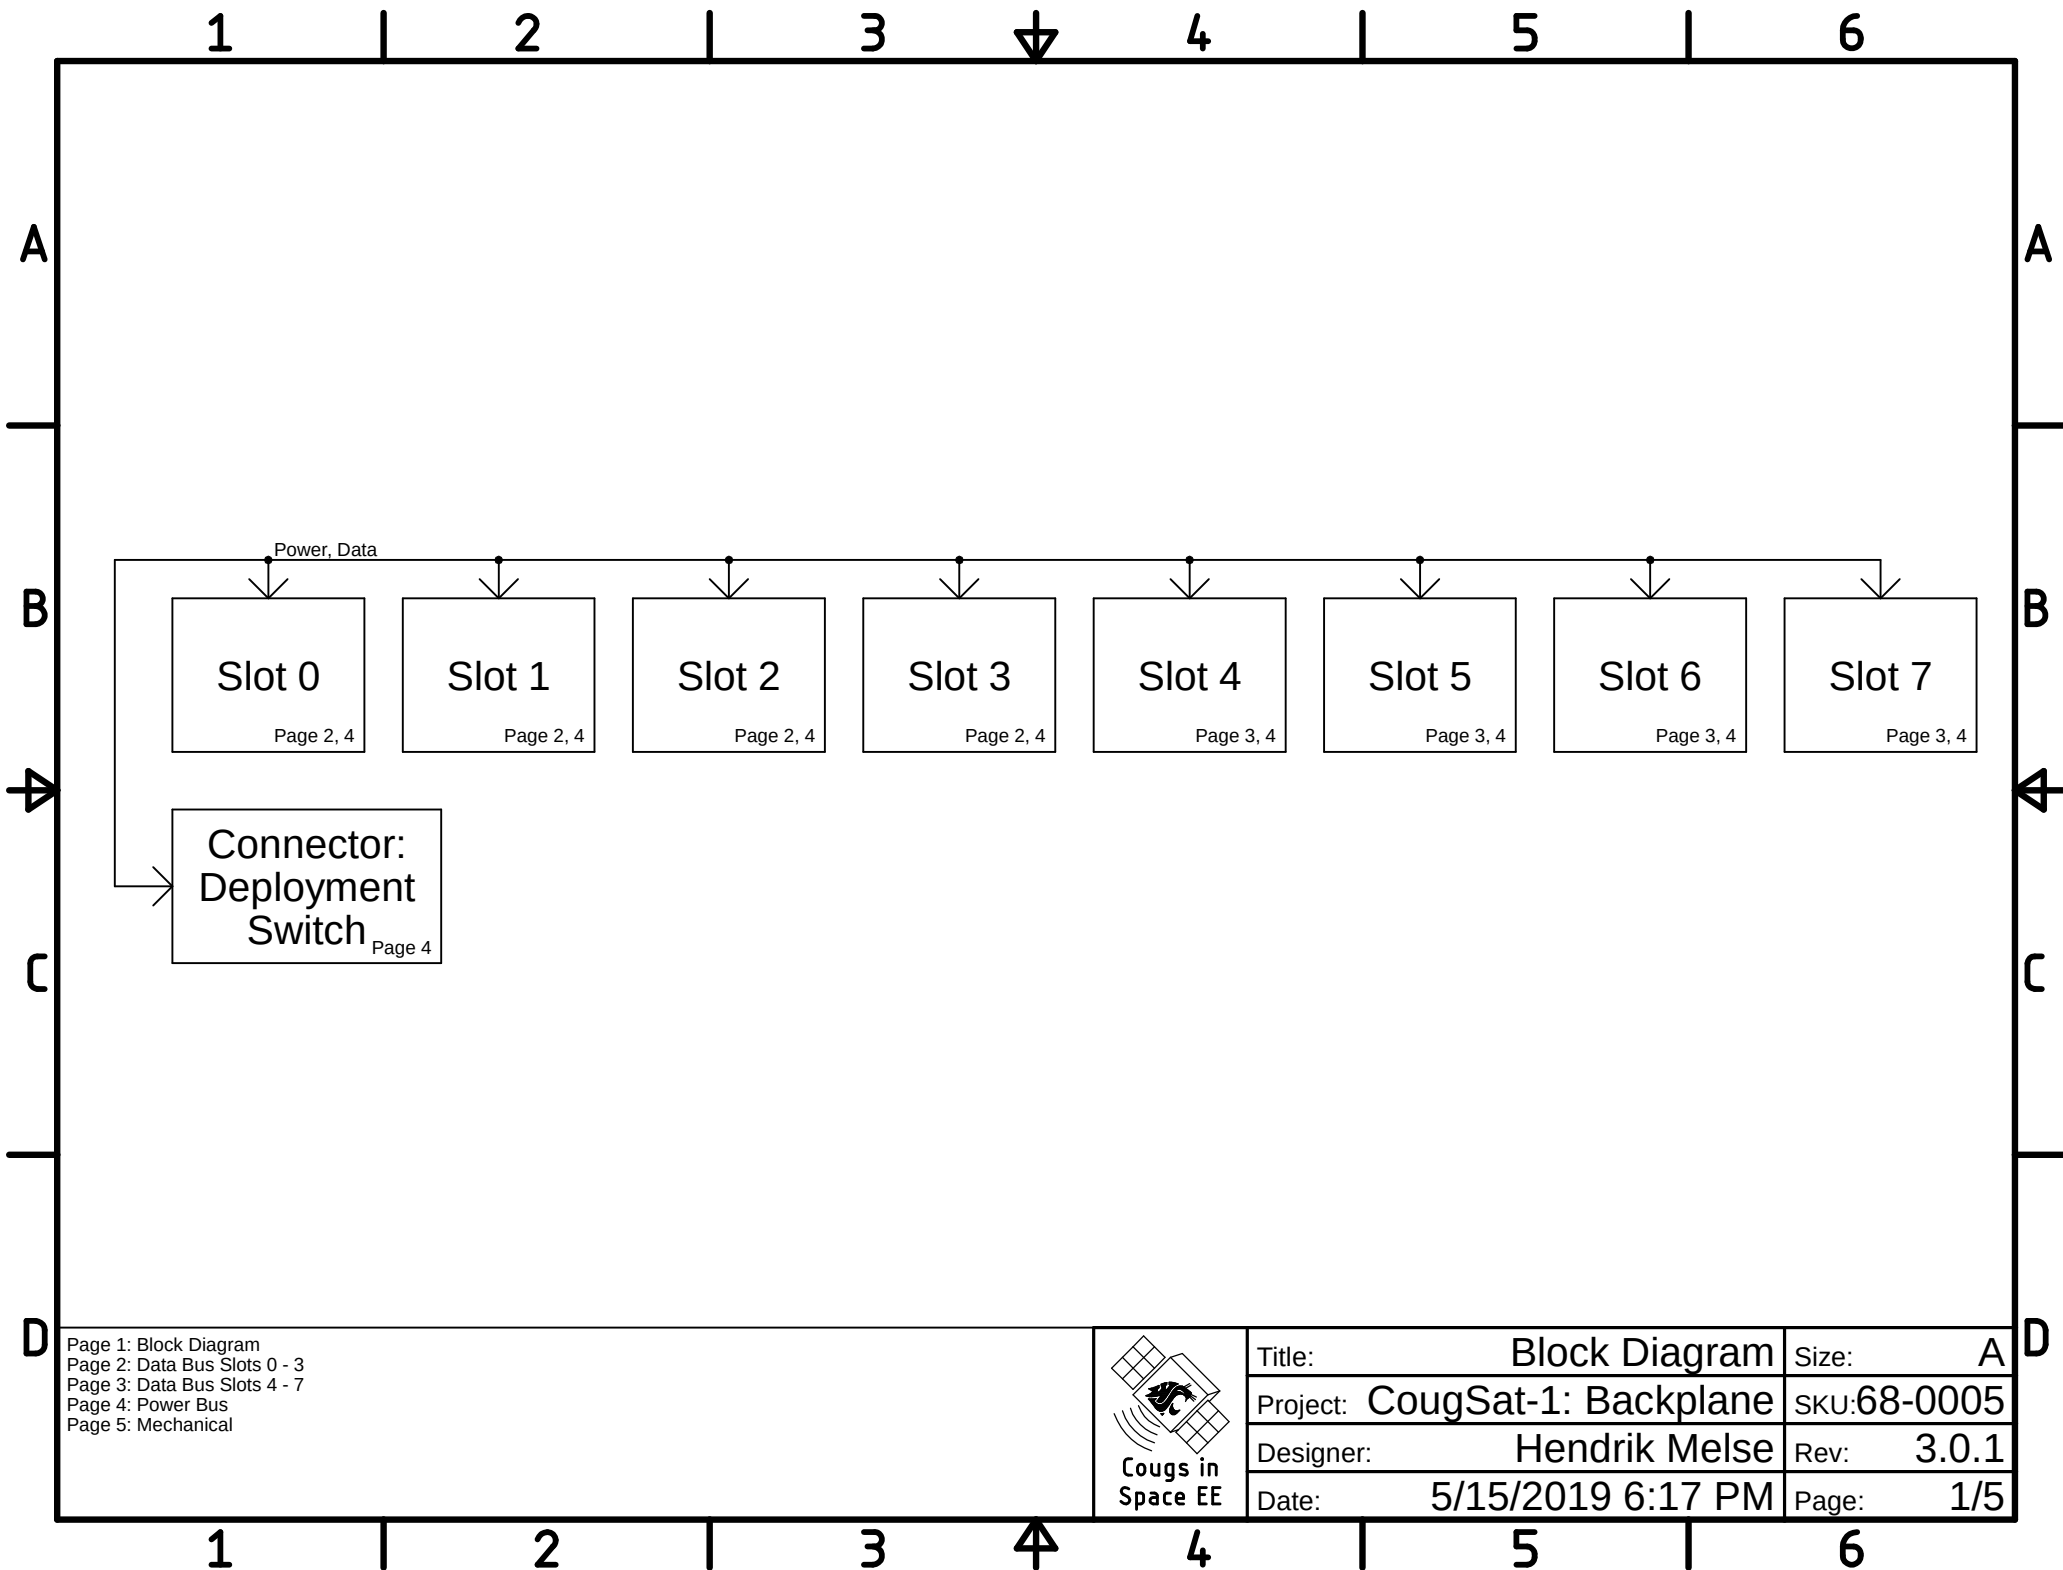 1 2 3 4 5 6
A A
Power, Data
B B
Slot 0 Slot 1 Slot 2 Slot 3 Slot 4 Slot 5 Slot 6 Slot 7
Page 2, 4 Page 2, 4 Page 2, 4 Page 2, 4 Page 3, 4 Page 3, 4 Page 3, 4 Page 3, 4
Connector:
Deployment
Switch
Page 4
C C
D D
Page 1: Block Diagram
Page 2: Data Bus Slots 0 - 3
Page 3: Data Bus Slots 4 - 7
Page 4: Power Bus
Page 5: Mechanical
Cougs in
Space EE
Title: Block Diagram Size: A
Project: CougSat-1: Backplane SKU:68-0005
Designer: Hendrik Melse Rev: 3.0.1
Date: 5/15/2019 6:17 PM Page: 1/5
1 2 3 4 5 6